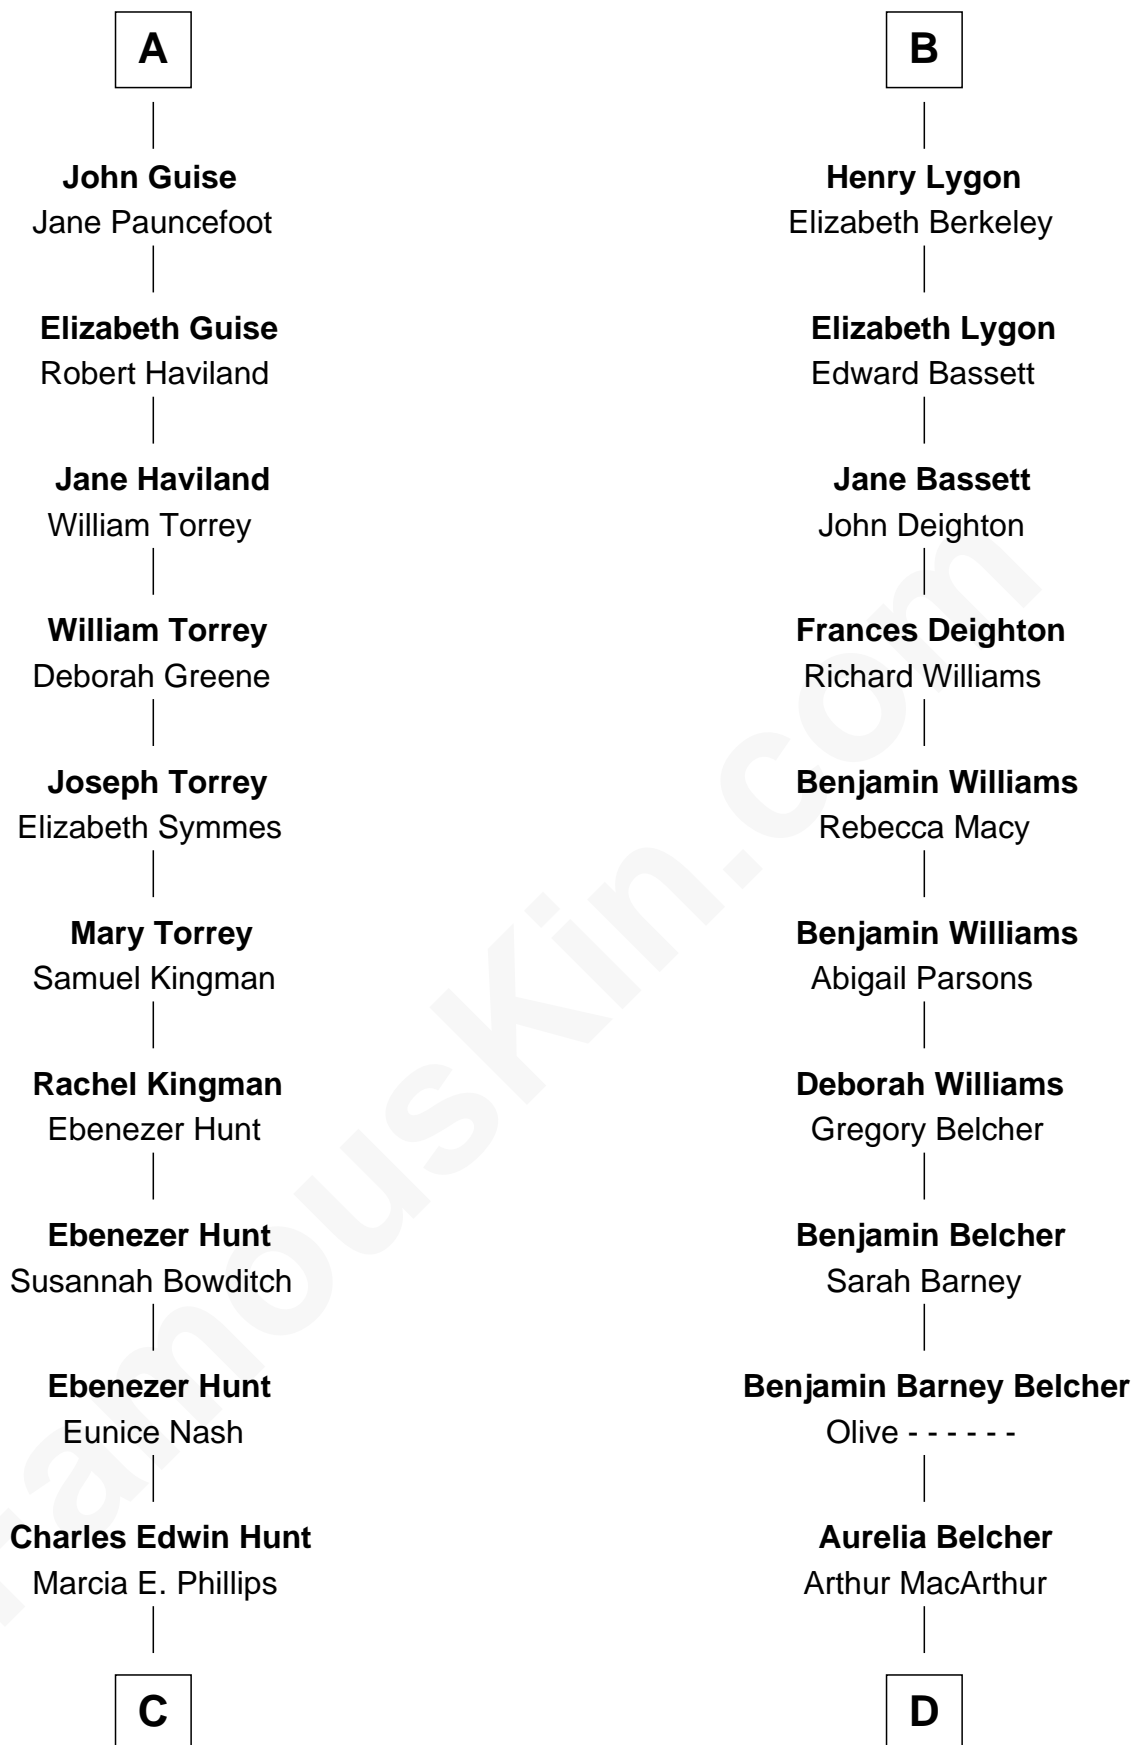 A
John Guise
Jane Pauncefoot
Elizabeth Guise
Robert Haviland
Jane Haviland
William Torrey
William Torrey
Deborah Greene
Joseph Torrey
Elizabeth Symmes
Mary Torrey
Samuel Kingman
Rachel Kingman
Ebenezer Hunt
Ebenezer Hunt
Susannah Bowditch
Ebenezer Hunt
Eunice Nash
Charles Edwin Hunt
Marcia E. Phillips
C
B
Henry Lygon
Elizabeth Berkeley
Elizabeth Lygon
Edward Bassett
Jane Bassett
John Deighton
Frances Deighton
Richard Williams
Benjamin Williams
Rebecca Macy
Benjamin Williams
Abigail Parsons
Deborah Williams
Gregory Belcher
Benjamin Belcher
Sarah Barney
Benjamin Barney Belcher
Olive - - - - - -
Aurelia Belcher
Arthur MacArthur
D
FamousKin.com